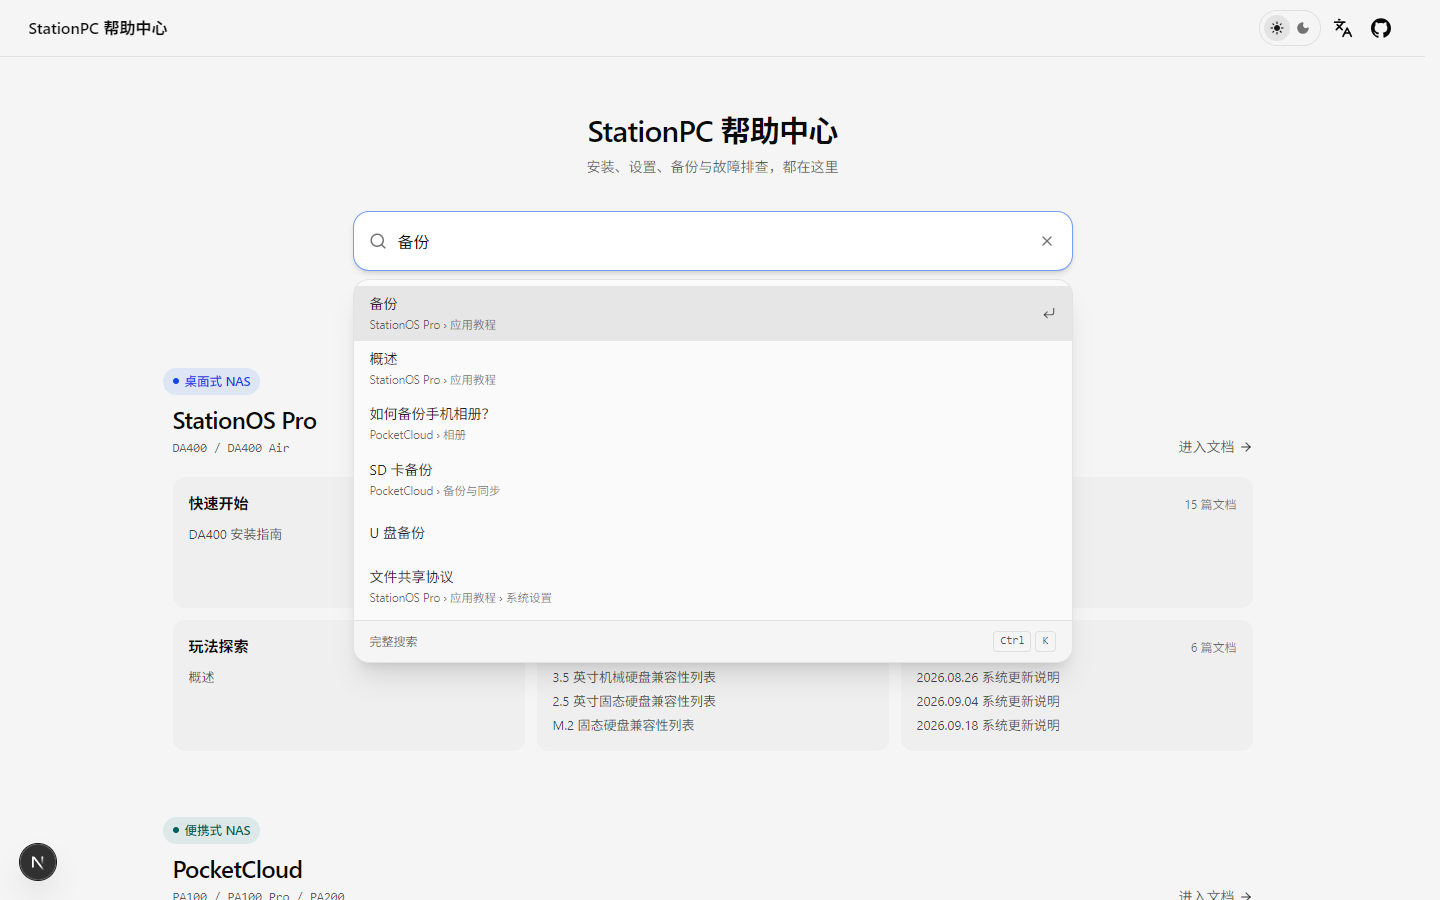 StationPC 帮助中心
StationPC 帮助中心
安装、设置、备份与故障排查，都在这里
备份
备份
StationOS Pro › 应用教程
概述
StationOS Pro › 应用教程
如何备份手机相册?
PocketCloud › 相册
SD 卡备份
PocketCloud › 备份与同步
U 盘备份
文件共享协议
StationOS Pro › 应用教程 › 系统设置
完整搜索
Ctrl K
桌面式 NAS
StationOS Pro
DA400 / DA400 Air
进入文档 →
快速开始
15 篇文档
DA400 安装指南
玩法探索
6 篇文档
概述
3.5 英寸机械硬盘兼容性列表
2.5 英寸固态硬盘兼容性列表
M.2 固态硬盘兼容性列表
2026.08.26 系统更新说明
2026.09.04 系统更新说明
2026.09.18 系统更新说明
便携式 NAS
PocketCloud
PA100 / PA100 Pro / PA200
进入文档 →
N